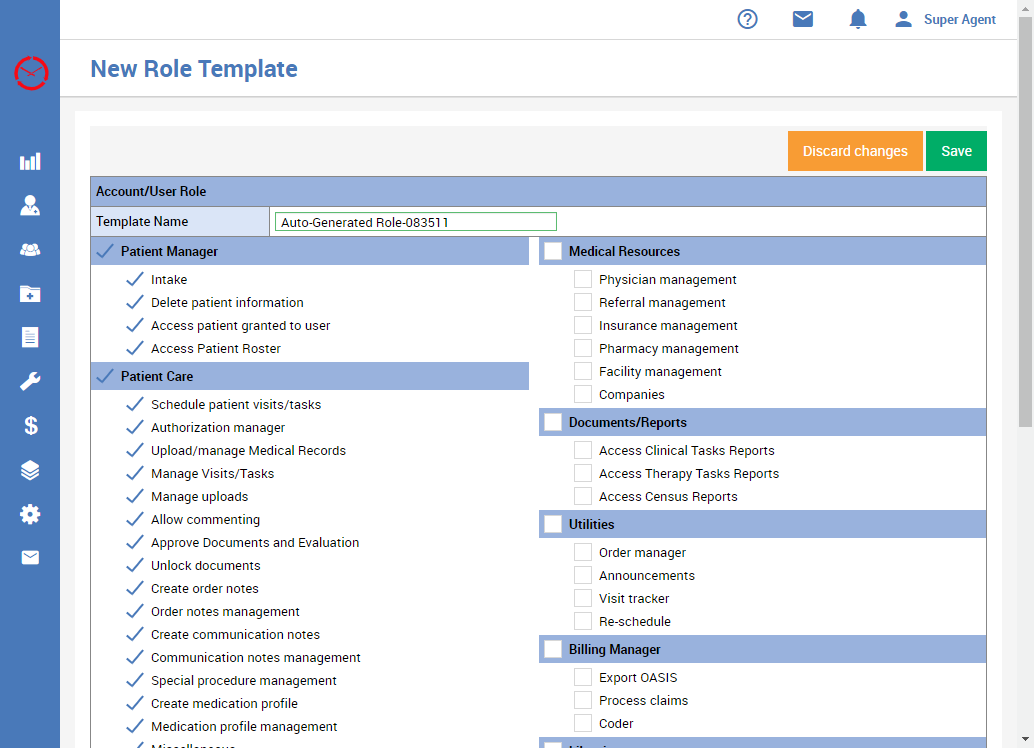 Super Agent
New Role Template
Discard changes
Save
Account/User Role
Template Name
Auto-Generated Role-083511
Patient Manager
Intake
Delete patient information
Access patient granted to user
Access Patient Roster
Patient Care
Schedule patient visits/tasks
Authorization manager
Upload/manage Medical Records
Manage Visits/Tasks
Manage uploads
Allow commenting
Approve Documents and Evaluation
Unlock documents
Create order notes
Order notes management
Create communication notes
Communication notes management
Special procedure management
Create medication profile
Medication profile management
Medical Resources
Physician management
Referral management
Insurance management
Pharmacy management
Facility management
Companies
Documents/Reports
Access Clinical Tasks Reports
Access Therapy Tasks Reports
Access Census Reports
Utilities
Order manager
Announcements
Visit tracker
Re-schedule
Billing Manager
Export OASIS
Process claims
Coder